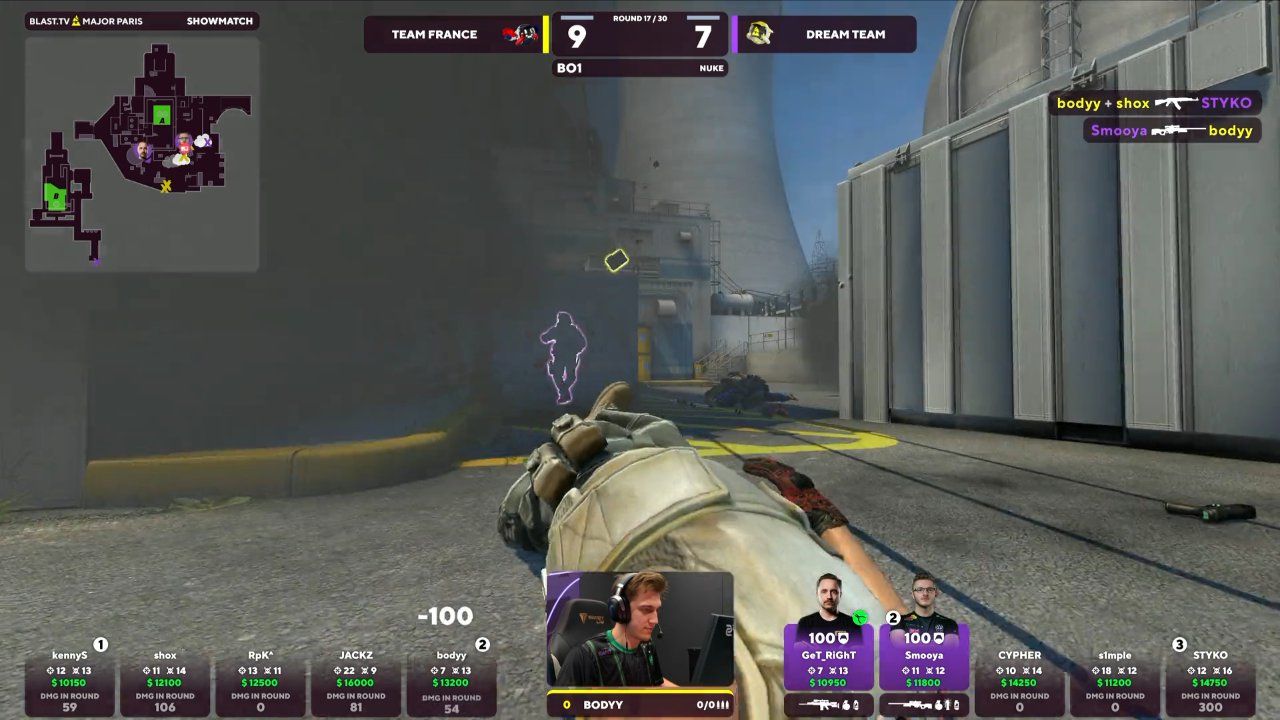 BLAST.TV MAJOR PARIS SHOWMATCH
TEAM FRANCE
9
ROUND 17 / 30
7
DREAM TEAM
BO1 NUKE
bodyy + shox STYKO
Smooya bodyy
A
B
-100
kennyS 1
12 13
$ 10150
DMG IN ROUND
59
shox
11 14
$ 12100
DMG IN ROUND
106
RpK^
13 11
$ 12500
DMG IN ROUND
0
JACKZ
22 9
$ 16000
DMG IN ROUND
81
bodyy 2
7 13
$ 13200
DMG IN ROUND
54
0 BODYY 0/0
100
GeT_RiGhT
7 13
$ 10950
2
100
Smooya
11 12
$ 11800
CYPHER
10 14
$ 14250
DMG IN ROUND
0
s1mple
18 12
$ 11200
DMG IN ROUND
0
STYKO 3
12 16
$ 14750
DMG IN ROUND
300